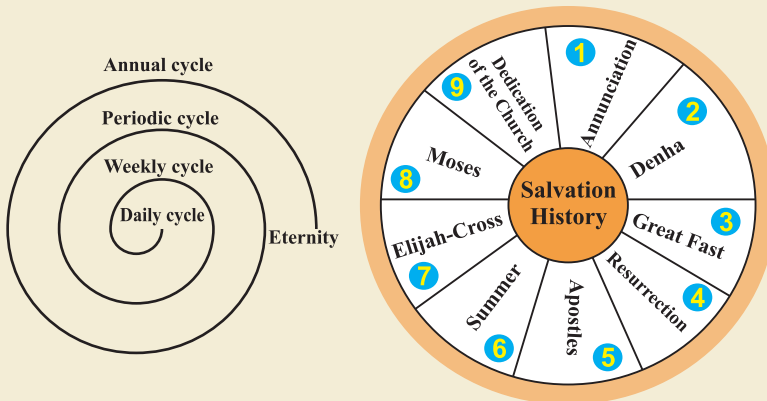 Annual cycle
Periodic cycle
Weekly cycle
Daily cycle
Eternity
Salvation
History
1
Annunciation
2
Denha
3
Great Fast
4
Resurrection
5
Apostles
6
Summer
7
Elijah-Cross
8
Moses
9
Dedication
of the Church